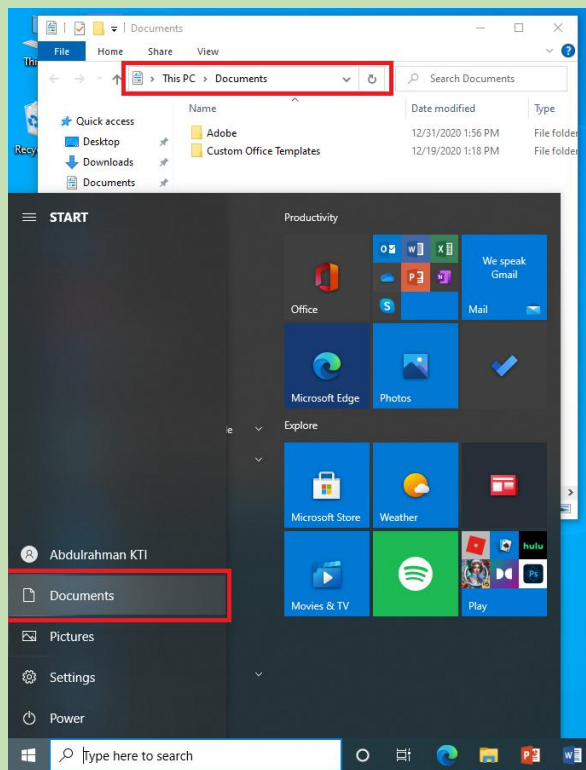 Documents
File Home Share View
This PC > Documents
Search Documents
Name Date modified Type
Quick access
Desktop
Downloads
Documents
Adobe 12/31/2020 1:56 PM File folder
Custom Office Templates 12/19/2020 1:18 PM File folder
START
Productivity
Office
We speak
Gmail
Mail
Microsoft Edge
Photos
Explore
Microsoft Store
Weather
Movies & TV
hulu
Ps
Play
Abdulrahman KTI
Documents
Pictures
Settings
Power
Type here to search